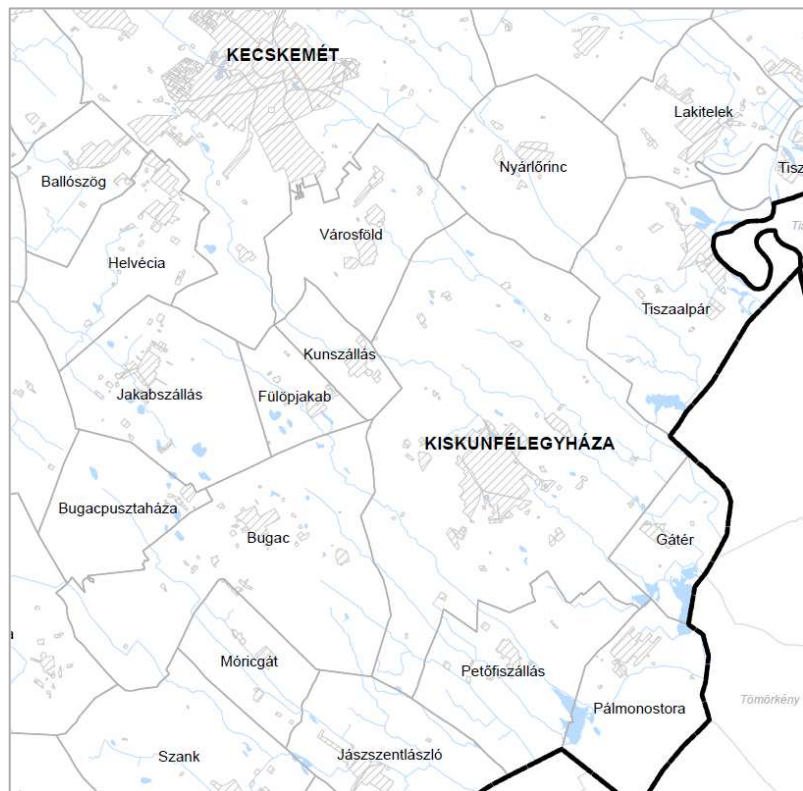 KECSKEMÉT
Lakitelek
Nyárlőrinc
Tisz
Ballószög
Városföld
Helvécia
Tiszaalpár
Kunszállás
Jakabszállás
Fülöpjakab
KISKUNFÉLEGYHÁZA
Bugacpusztaháza
Bugac
Gátér
Móricgát
Petőfiszállás
Pálmonostora
Tömörkény
Szank
Jászszentlászló